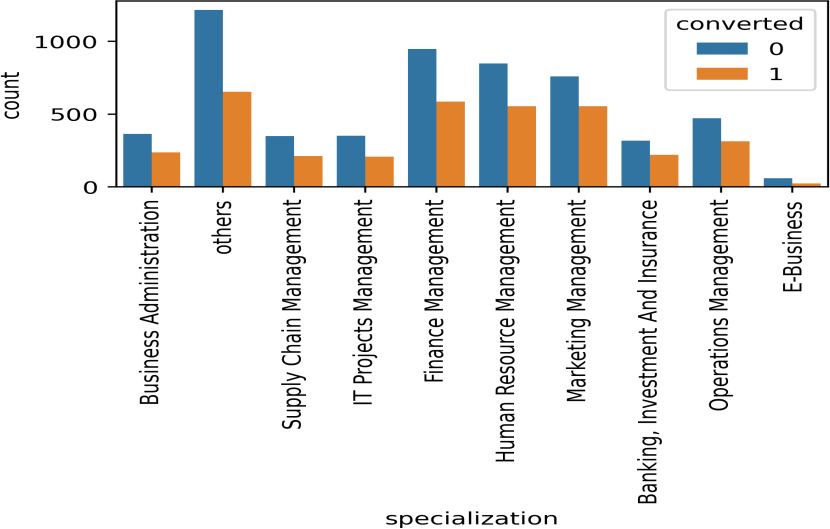 converted
0
1
1000
500
0
count
Business Administration
others
Supply Chain Management
IT Projects Management
Finance Management
Human Resource Management
Marketing Management
Banking, Investment And Insurance
Operations Management
E-Business
specialization